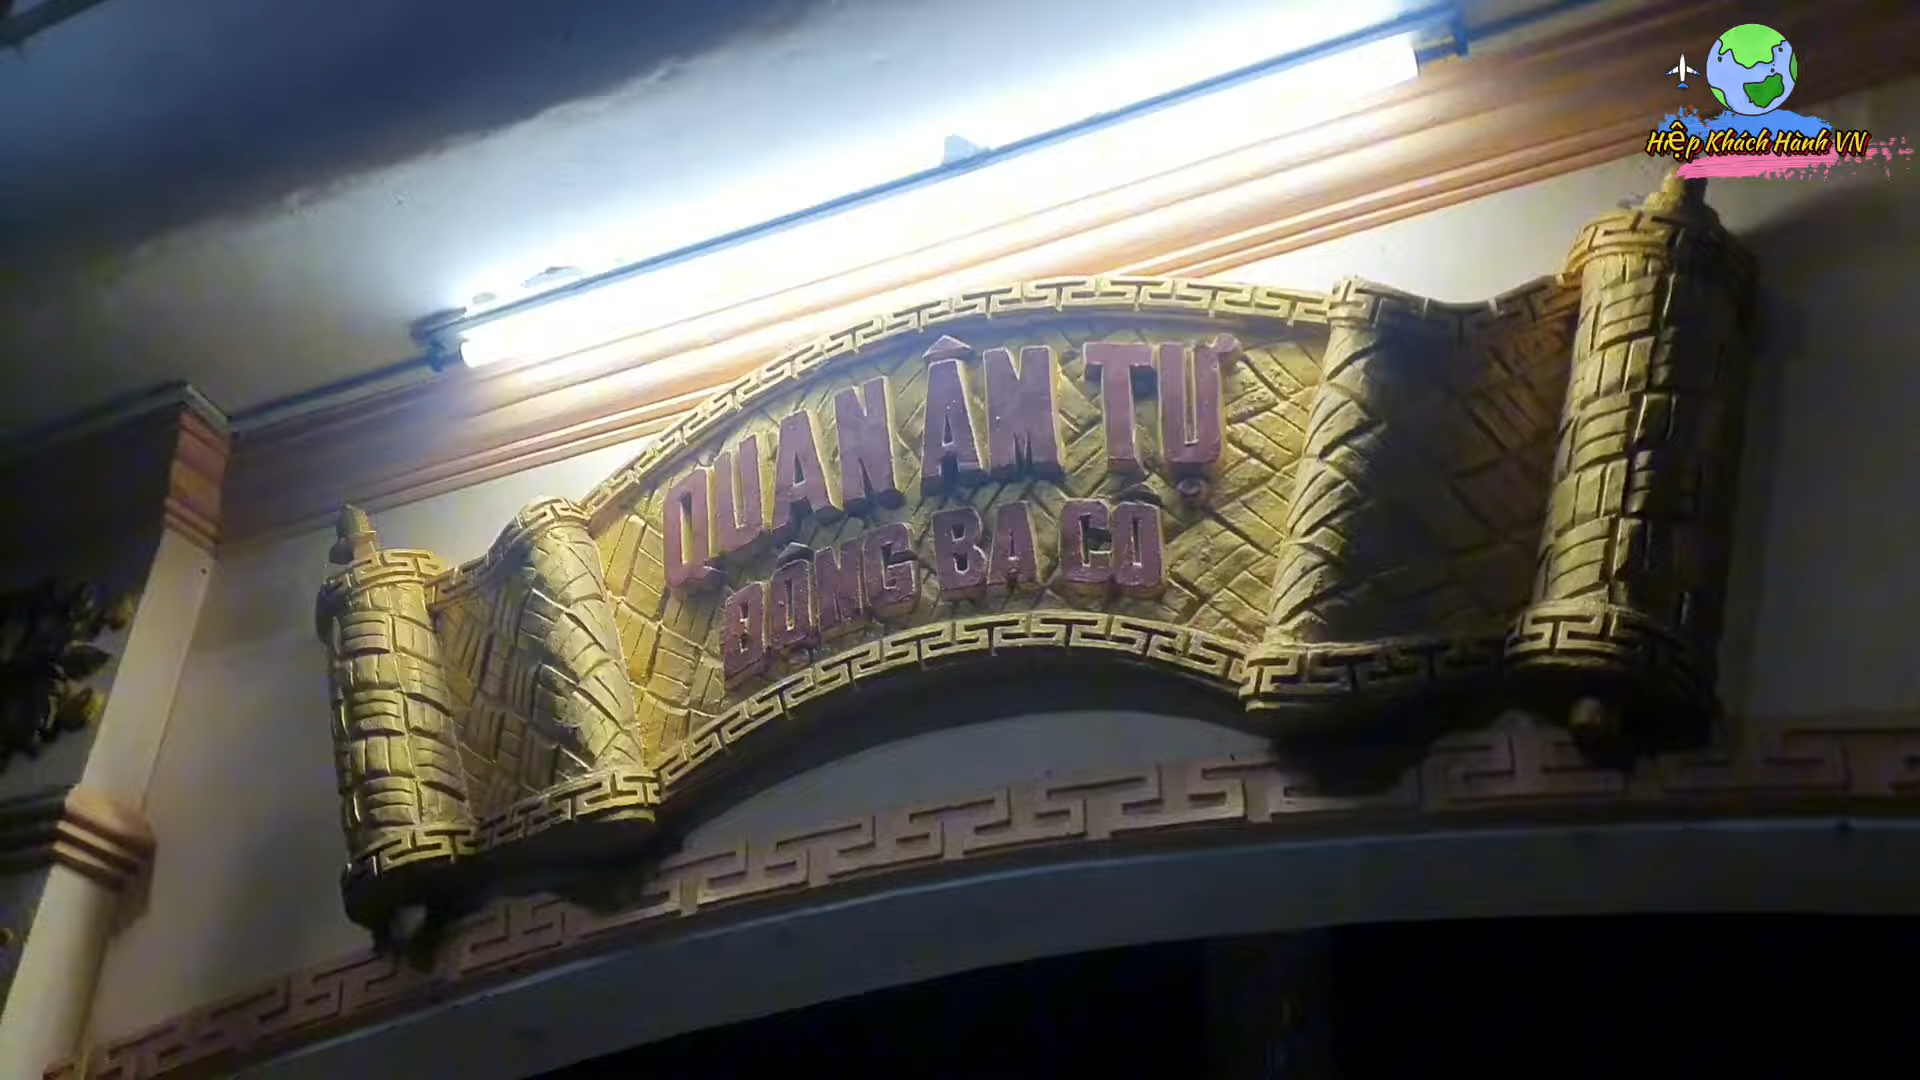 Hiệp Khách Hành VN
QUAN ÂM TỰ
ĐỘNG BA CÔ